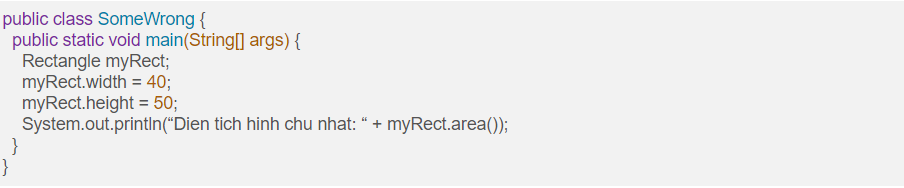 public class SomeWrong {
public static void main(String[] args) {
Rectangle myRect;
myRect.width = 40;
myRect.height = 50;
System.out.println(“Dien tich hinh chu nhat: “ + myRect.area());
}
}